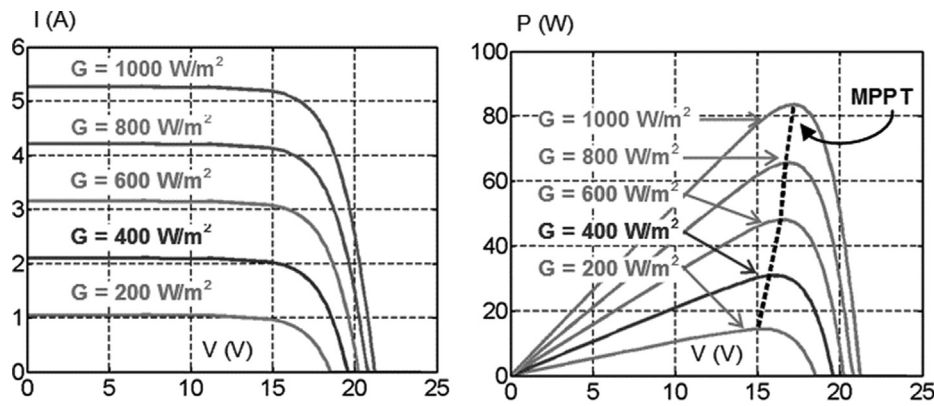 I (A)
6
5
4
3
2
1
0
G = 1000 W/m²
G = 800 W/m²
G = 600 W/m²
G = 400 W/m²
G = 200 W/m²
V (V)
0 5 10 15 20 25
P (W)
100
80
60
40
20
0
MPPT
G = 1000 W/m²
G = 800 W/m²
G = 600 W/m²
G = 400 W/m²
G = 200 W/m²
V (V)
0 5 10 15 20 25